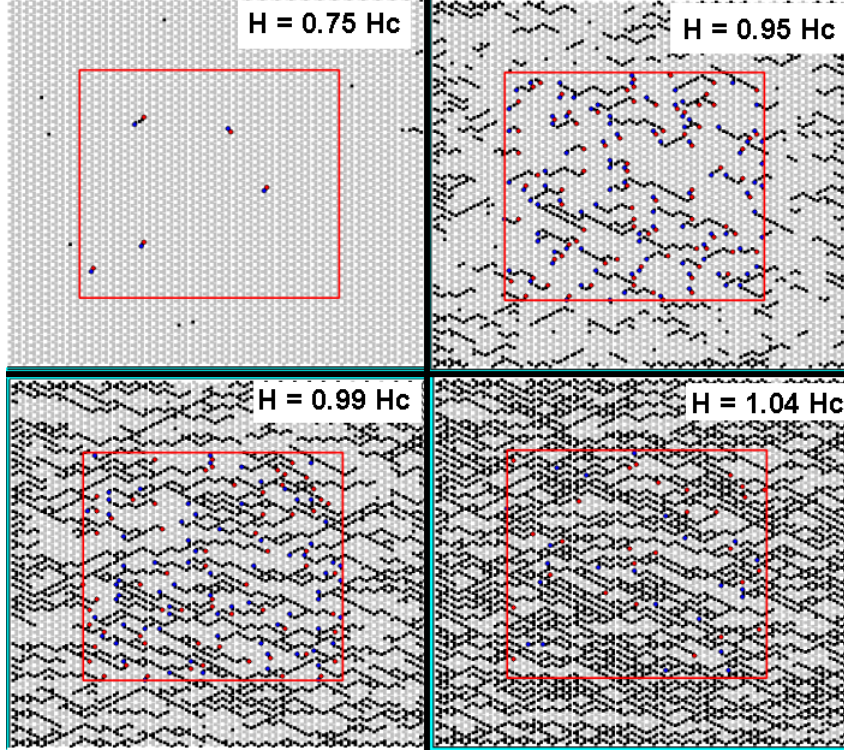 H = 0.75 Hc
H = 0.95 Hc
H = 0.99 Hc
H = 1.04 Hc